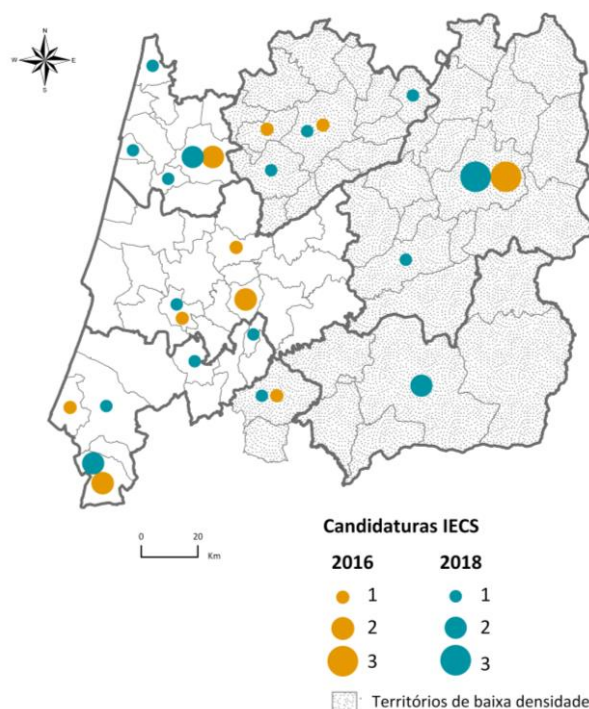 N
W E
S
0 20
Km
Candidaturas IECS
2016 2018
1 1
2 2
3 3
Territórios de baixa densidade